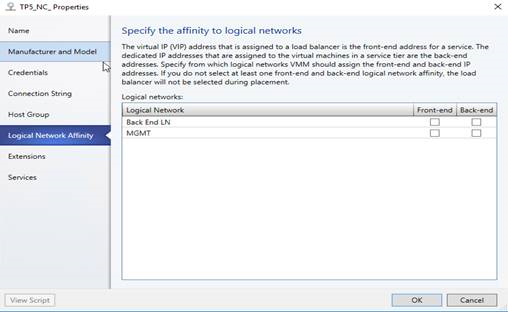 TP5_NC_ Properties
Name
Manufacturer and Model
Credentials
Connection String
Host Group
Logical Network Affinity
Extensions
Services
Specify the affinity to logical networks
The virtual IP (VIP) address that is assigned to a load balancer is the front-end address for a service. The
dedicated IP addresses that are assigned to the virtual machines in a service tier are the back-end
addresses. Specify from which logical networks VMM should assign the front-end and back-end IP
addresses. If you do not select at least one front-end and back-end logical network affinity, the load
balancer will not be selected during placement.
Logical networks:
Logical Network Front-end Back-end
Back End LN
MGMT
View Script OK Cancel